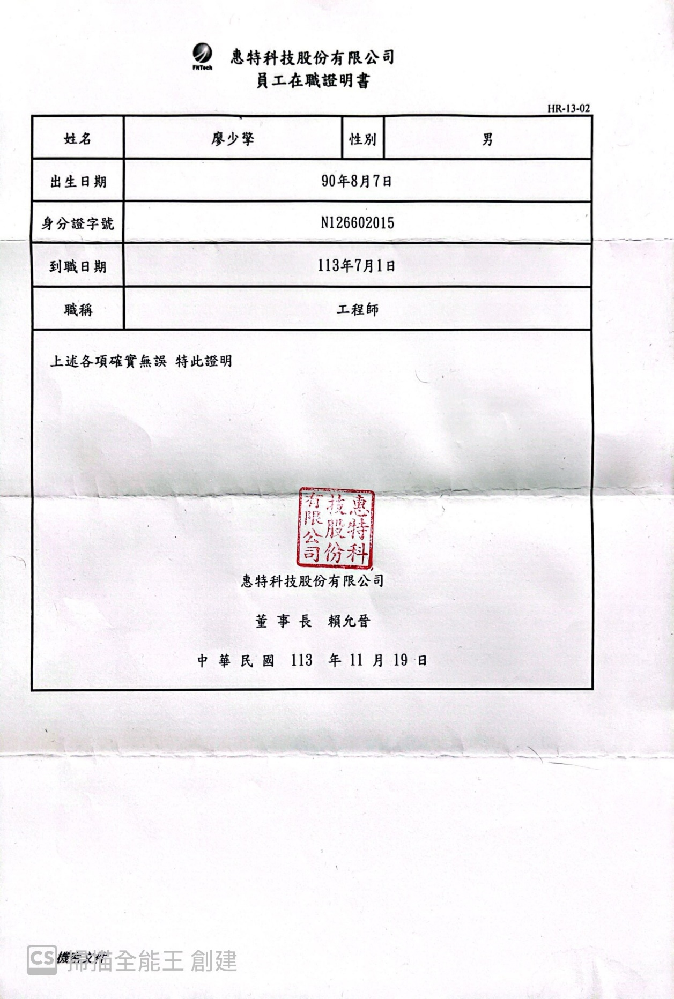 FitTech
惠特科技股份有限公司
員工在職證明書
HR-13-02
姓名 廖少擎 性別 男
出生日期 90年8月7日
身分證字號 N126602015
到職日期 113年7月1日
職稱 工程師
上述各項確實無誤 特此證明
惠特科
技股份
有限公司
惠特科技股份有限公司
董事長 賴允晉
中華民國 113 年 11 月 19 日
機密文件
CS 掃描全能王 創建